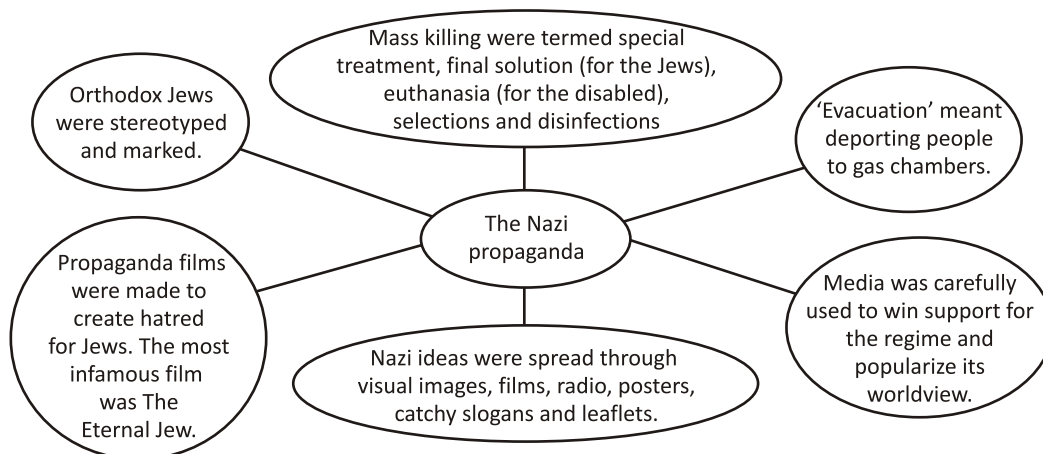 Mass killing were termed special
treatment, final solution (for the Jews),
euthanasia (for the disabled),
selections and disinfections
Orthodox Jews
were stereotyped
and marked.
‘Evacuation’ meant
deporting people
to gas chambers.
The Nazi
propaganda
Propaganda films
were made to
create hatred
for Jews. The most
infamous film
was The
Eternal Jew.
Nazi ideas were spread through
visual images, films, radio, posters,
catchy slogans and leaflets.
Media was carefully
used to win support for
the regime and
popularize its
worldview.